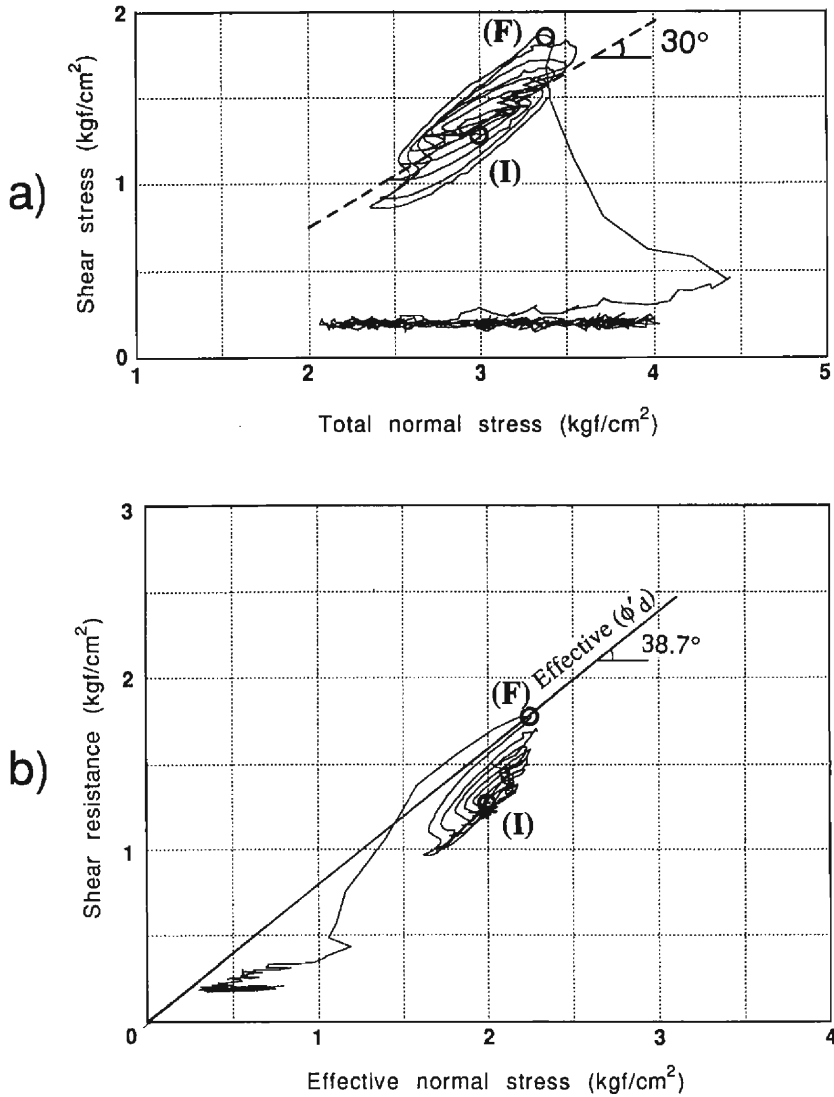 a)
Shear stress (kgf/cm²)
2
1
0
(F)
30°
(I)
1 2 3 4 5
Total normal stress (kgf/cm²)
b)
Shear resistance (kgf/cm²)
3
2
1
0
Effective (ϕ'd)
38.7°
(F)
(I)
1 2 3 4
Effective normal stress (kgf/cm²)